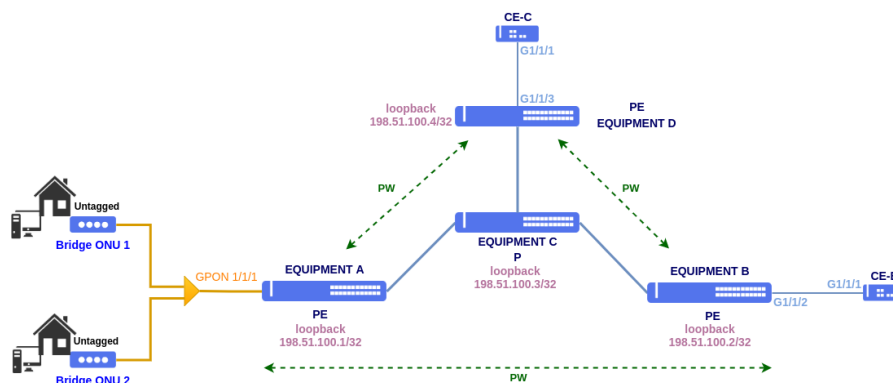 CE-C
G1/1/1
G1/1/3
loopback
198.51.100.4/32
PE
EQUIPMENT D
PW
PW
Untagged
Bridge ONU 1
EQUIPMENT C
P
loopback
198.51.100.3/32
GPON 1/1/1
EQUIPMENT A
PE
loopback
198.51.100.1/32
EQUIPMENT B
PE
loopback
198.51.100.2/32
G1/1/1
G1/1/2
Untagged
Bridge ONU 2
PW